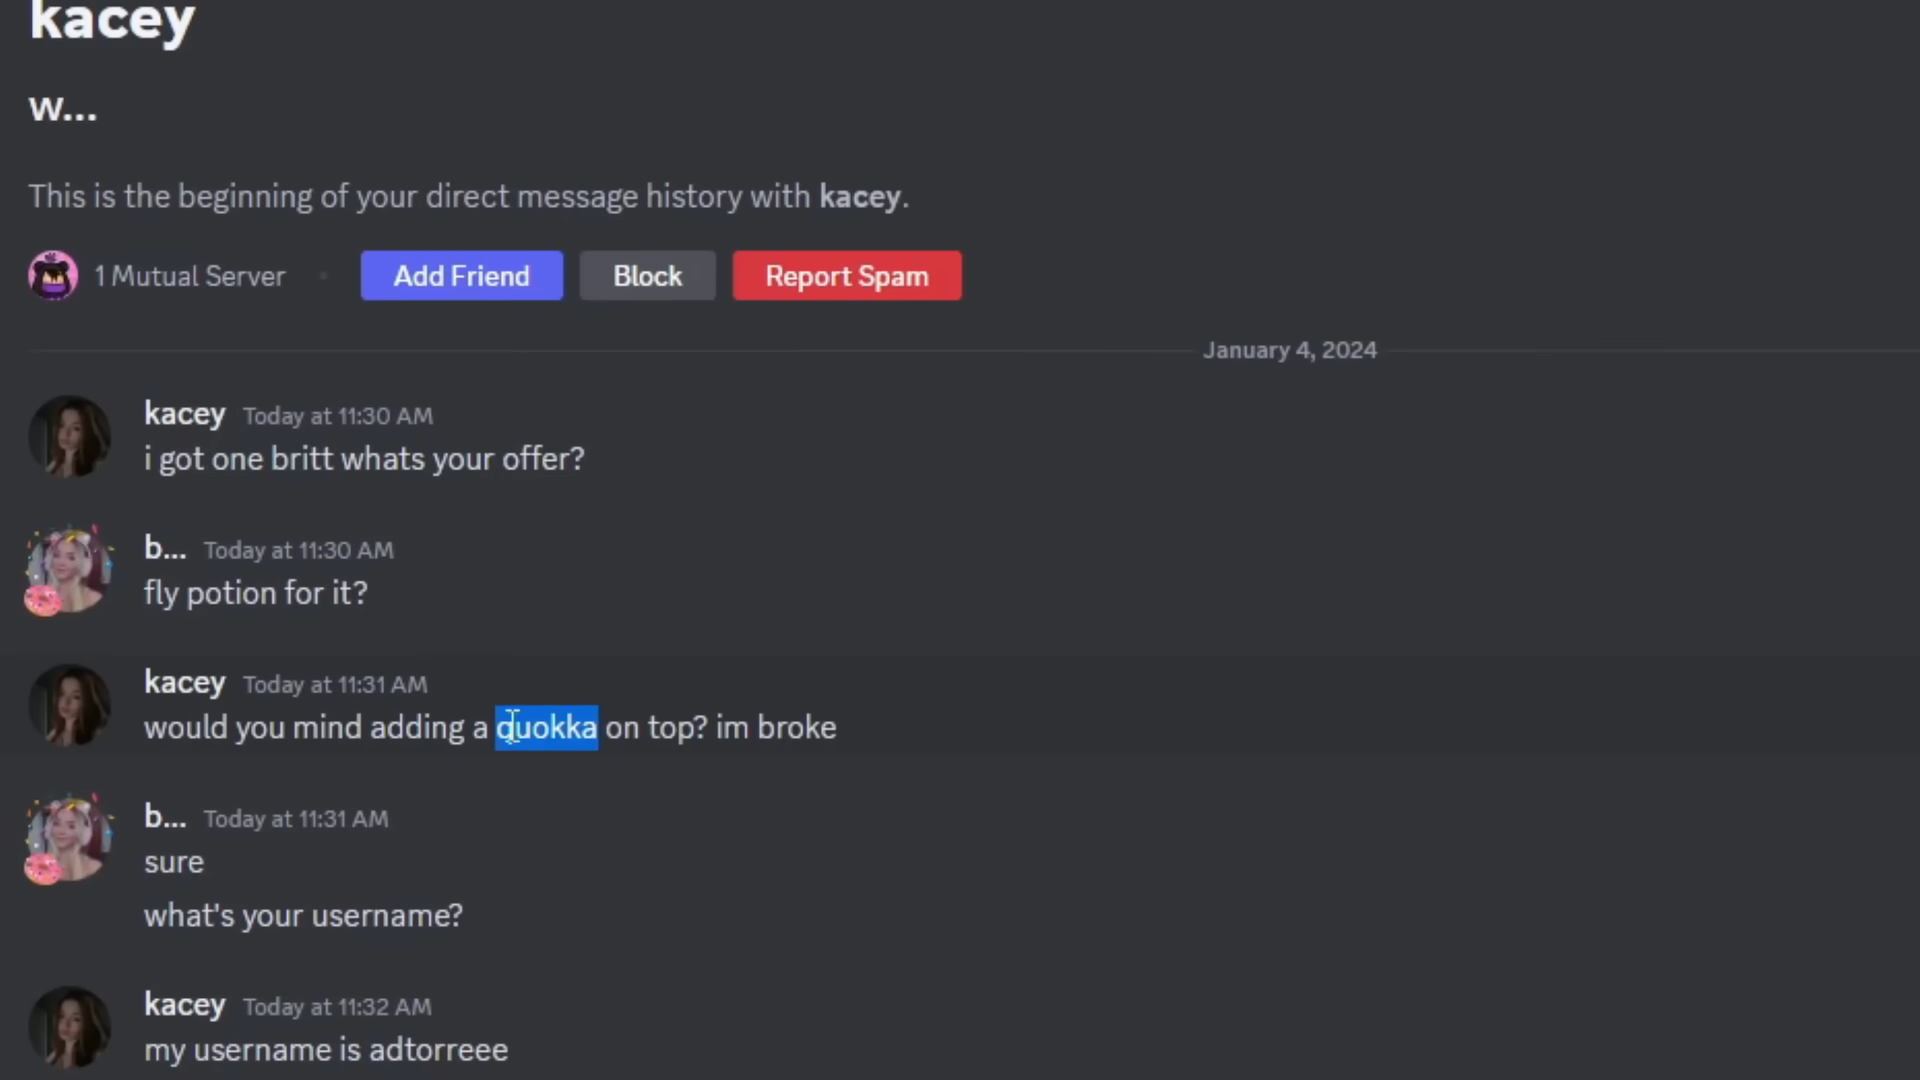 kacey
w...
This is the beginning of your direct message history with kacey.
1 Mutual Server
Add Friend
Block
Report Spam
January 4, 2024
kacey Today at 11:30 AM
i got one britt whats your offer?
b... Today at 11:30 AM
fly potion for it?
kacey Today at 11:31 AM
would you mind adding a quokka on top? im broke
b... Today at 11:31 AM
sure
what's your username?
kacey Today at 11:32 AM
my username is adtorreee